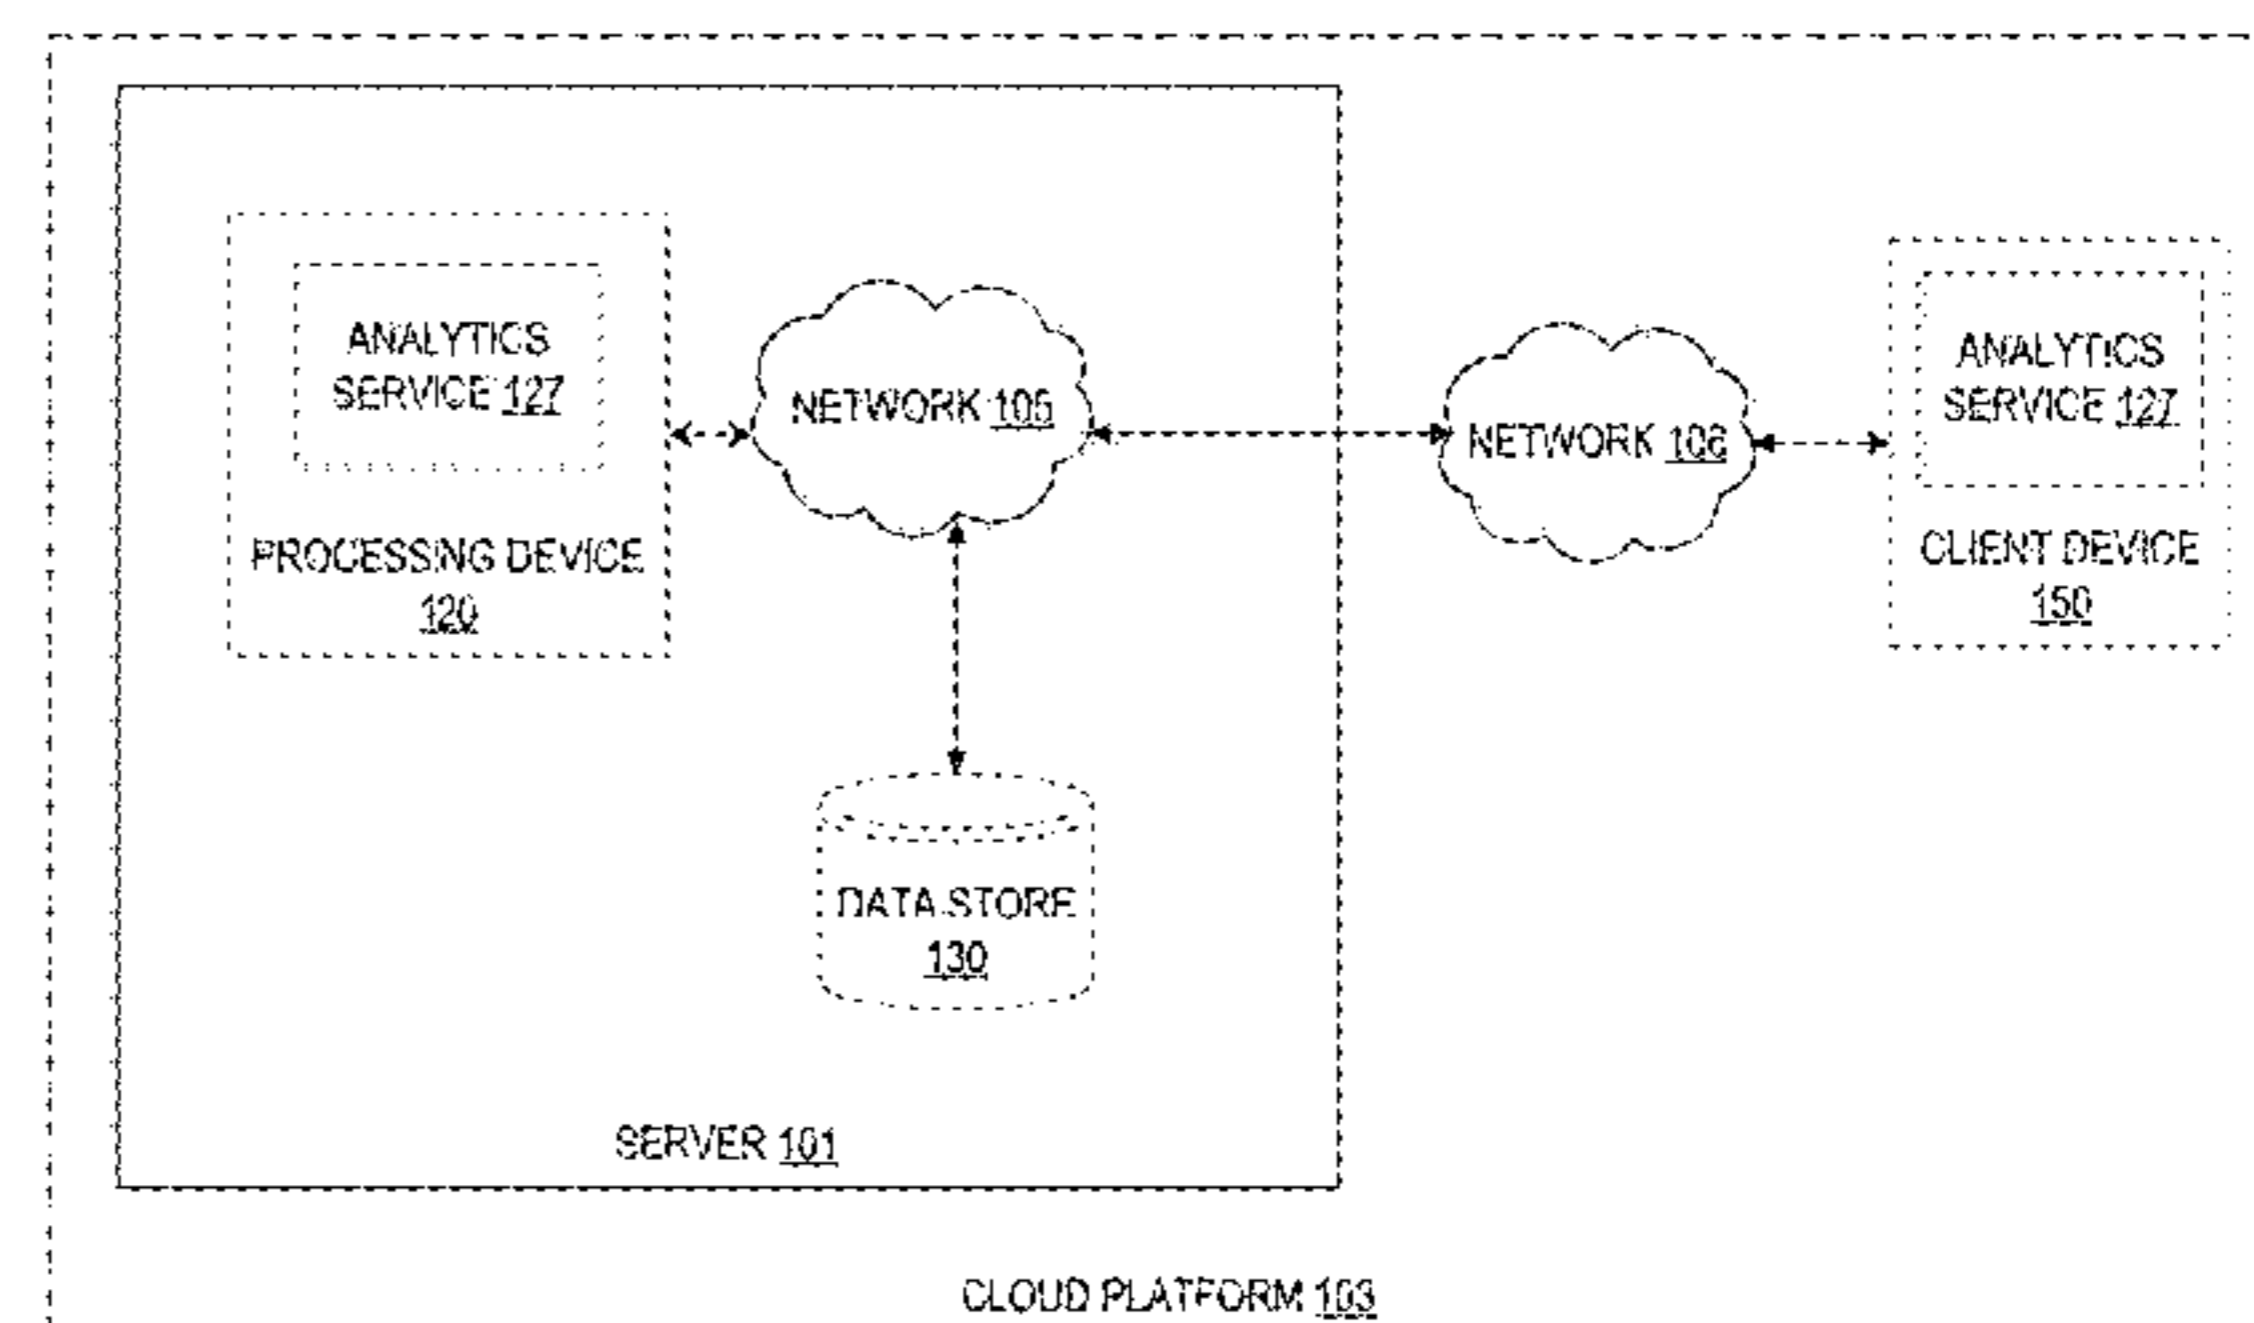 ANALYTICS
SERVICE 127
PROCESSING DEVICE
120
NETWORK 105
NETWORK 106
ANALYTICS
SERVICE 127
CLIENT DEVICE
150
DATA STORE
130
SERVER 101
CLOUD PLATFORM 103